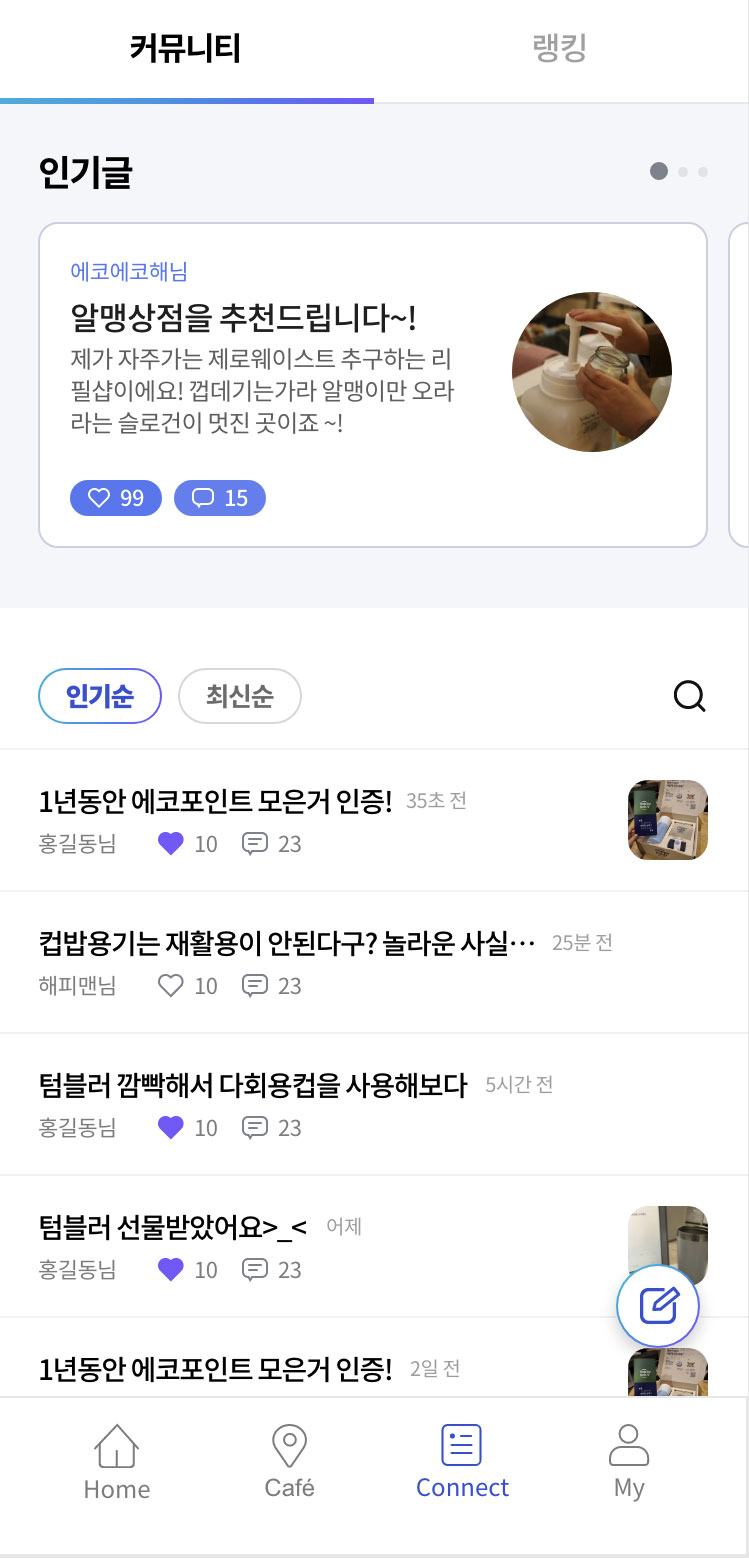 커뮤니티 랭킹
인기글
에코에코해님
알맹상점을 추천드립니다~!
제가 자주가는 제로웨이스트 추구하는 리
필샵이에요! 껍데기는가라 알맹이만 오라
라는 슬로건이 멋진 곳이죠 ~!
99 15
인기순 최신순
1년동안 에코포인트 모은거 인증! 35초 전
홍길동님 10 23
컵밥용기는 재활용이 안된다구? 놀라운 사실… 25분 전
해피맨님 10 23
텀블러 깜빡해서 다회용컵을 사용해보다 5시간 전
홍길동님 10 23
텀블러 선물받았어요>_< 어제
홍길동님 10 23
1년동안 에코포인트 모은거 인증! 2일 전
Home Café Connect My